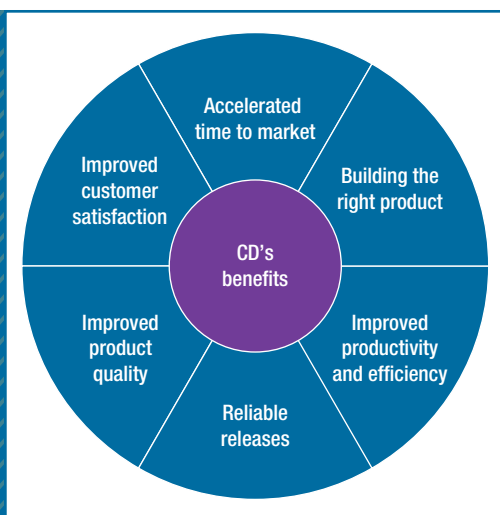 Accelerated
time to market
Building the
right product
Improved
productivity
and efficiency
Reliable
releases
Improved
product
quality
Improved
customer
satisfaction
CD's
benefits